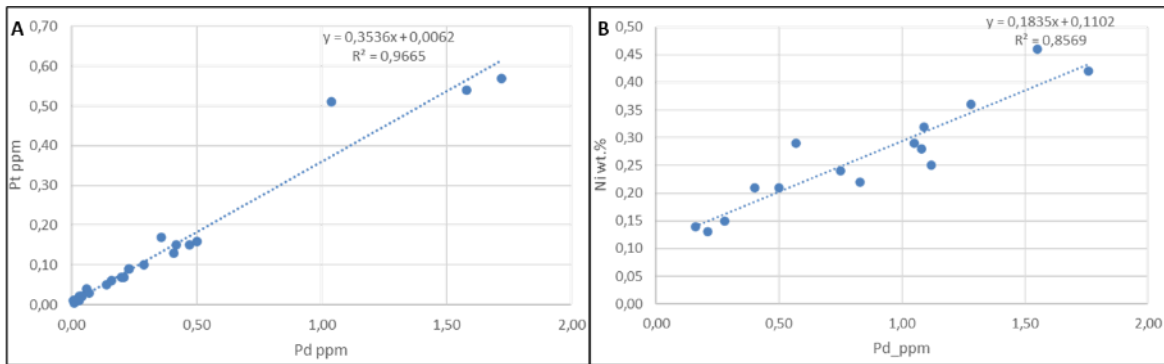 A
y = 0,3536x + 0,0062
R² = 0,9665
0,70
0,60
0,50
0,40
0,30
0,20
0,10
0,00
Pt ppm
0,00 0,50 1,00 1,50 2,00
Pd ppm
B
y = 0,1835x + 0,1102
R² = 0,8569
0,50
0,45
0,40
0,35
0,30
0,25
0,20
0,15
0,10
0,05
0,00
Ni wt.%
0,00 0,50 1,00 1,50 2,00
Pd_ppm